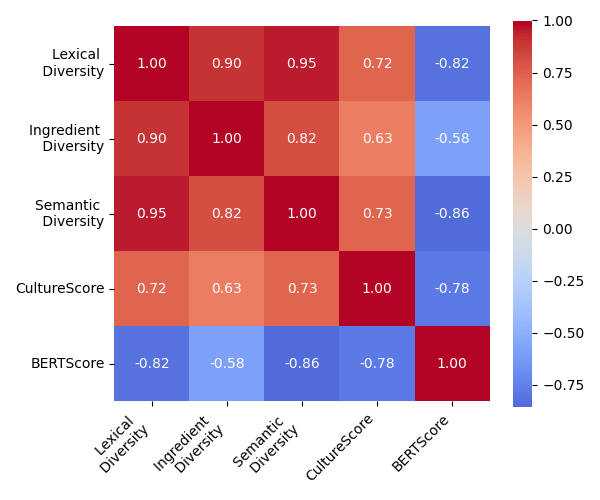 Lexical
Diversity
1.00 0.90 0.95 0.72 -0.82
Ingredient
Diversity
0.90 1.00 0.82 0.63 -0.58
Semantic
Diversity
0.95 0.82 1.00 0.73 -0.86
CultureScore
0.72 0.63 0.73 1.00 -0.78
BERTScore
-0.82 -0.58 -0.86 -0.78 1.00
Lexical
Diversity
Ingredient
Diversity
Semantic
Diversity
CultureScore
BERTScore
1.00
0.75
0.50
0.25
0.00
−0.25
−0.50
−0.75